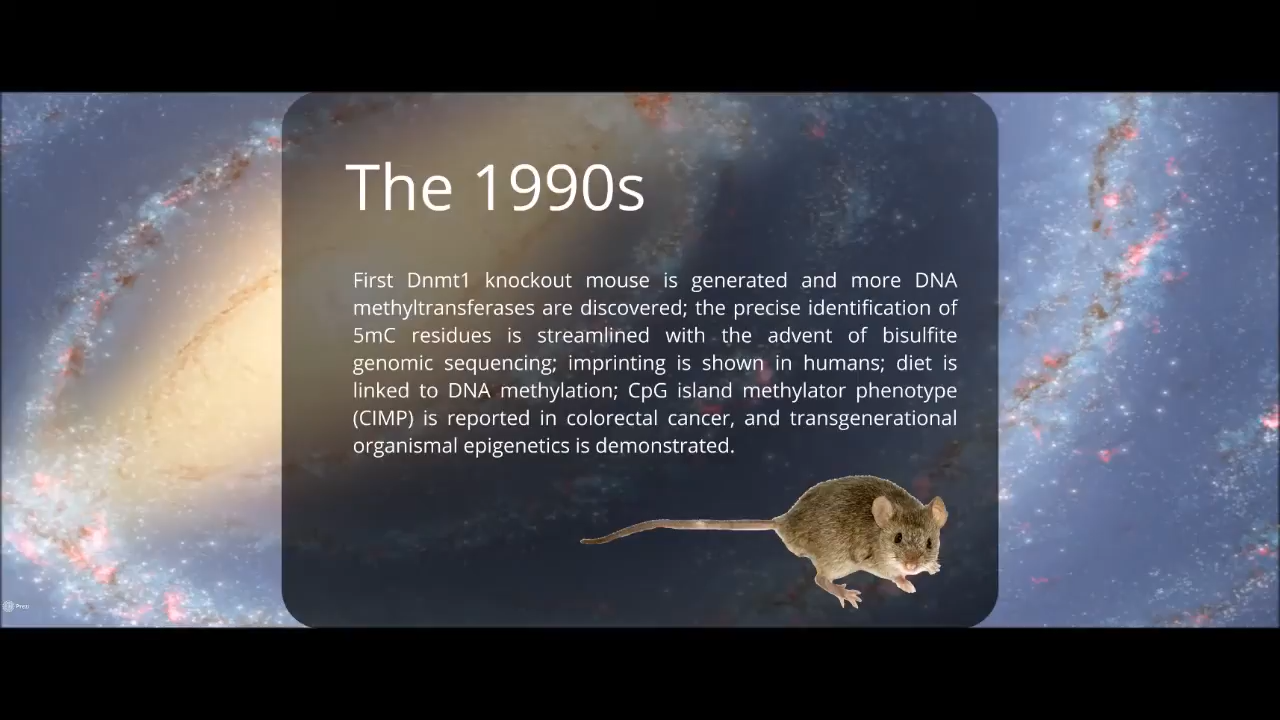 The 1990s
First Dnmt1 knockout mouse is generated and more DNA
methyltransferases are discovered; the precise identification of
5mC residues is streamlined with the advent of bisulfite
genomic sequencing; imprinting is shown in humans; diet is
linked to DNA methylation; CpG island methylator phenotype
(CIMP) is reported in colorectal cancer, and transgenerational
organismal epigenetics is demonstrated.
Prezi